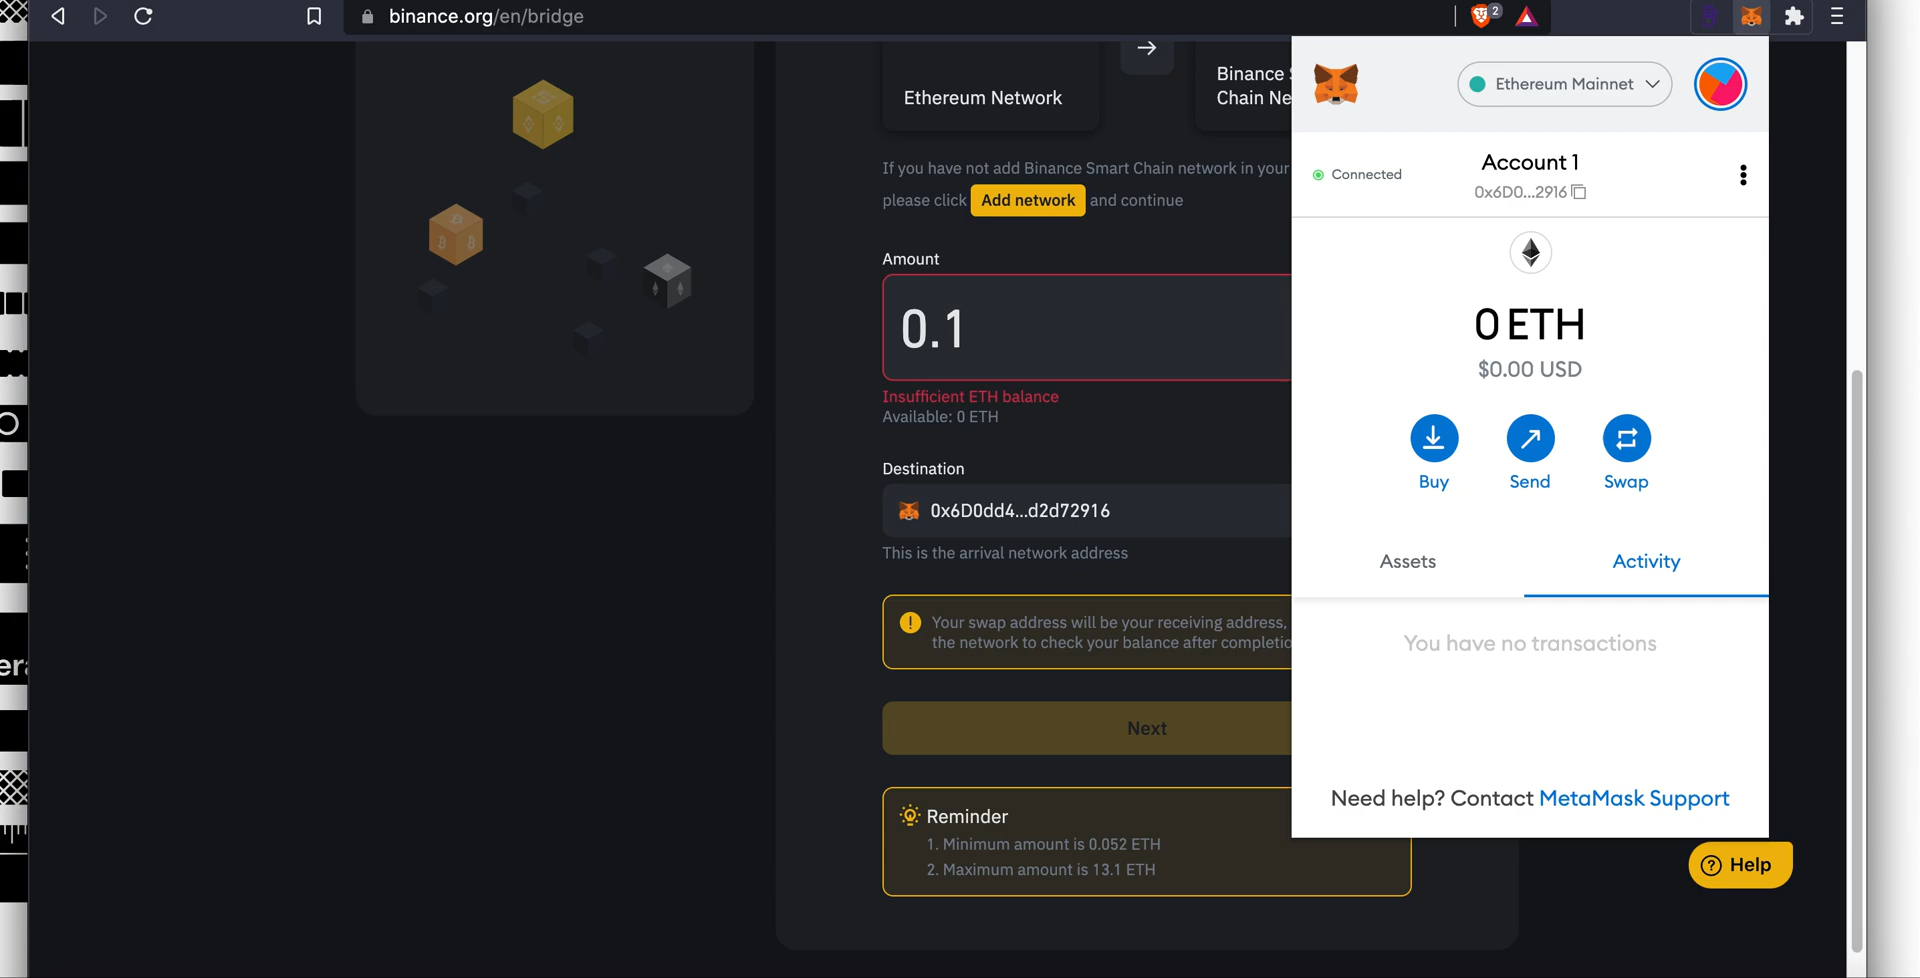 binance.org/en/bridge
2
Ethereum Network
Binance
Chain Ne
If you have not add Binance Smart Chain network in your
please click Add network and continue
Amount
0.1
Insufficient ETH balance
Available: 0 ETH
Destination
0x6D0dd4...d2d72916
This is the arrival network address
Your swap address will be your receiving address,
the network to check your balance after completio
Next
Reminder
1. Minimum amount is 0.052 ETH
2. Maximum amount is 13.1 ETH
Ethereum Mainnet
Connected
Account 1
0x6D0...2916
0 ETH
$0.00 USD
Buy
Send
Swap
Assets
Activity
You have no transactions
Need help? Contact MetaMask Support
Help